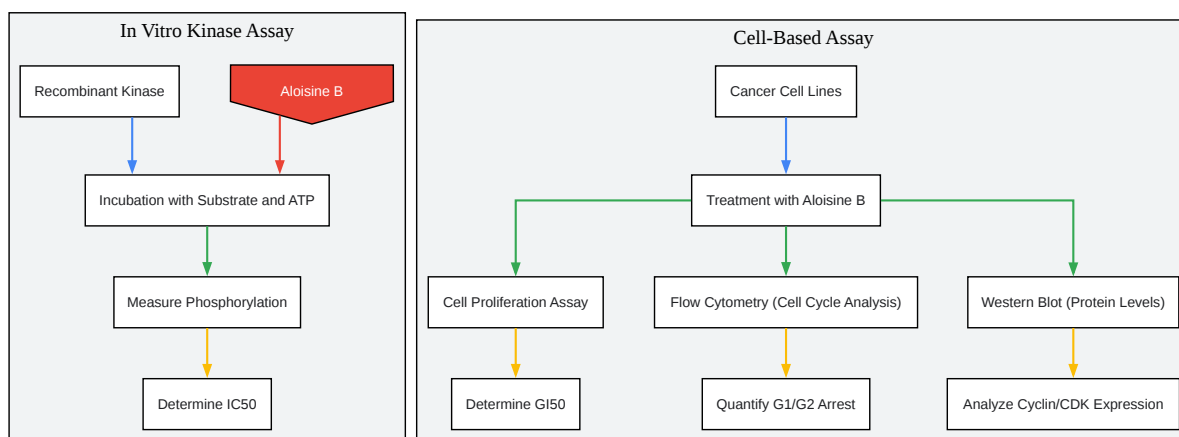 In Vitro Kinase Assay
Recombinant Kinase
Aloisine B
Incubation with Substrate and ATP
Measure Phosphorylation
Determine IC50
Cell-Based Assay
Cancer Cell Lines
Treatment with Aloisine B
Cell Proliferation Assay
Flow Cytometry (Cell Cycle Analysis)
Western Blot (Protein Levels)
Determine GI50
Quantify G1/G2 Arrest
Analyze Cyclin/CDK Expression